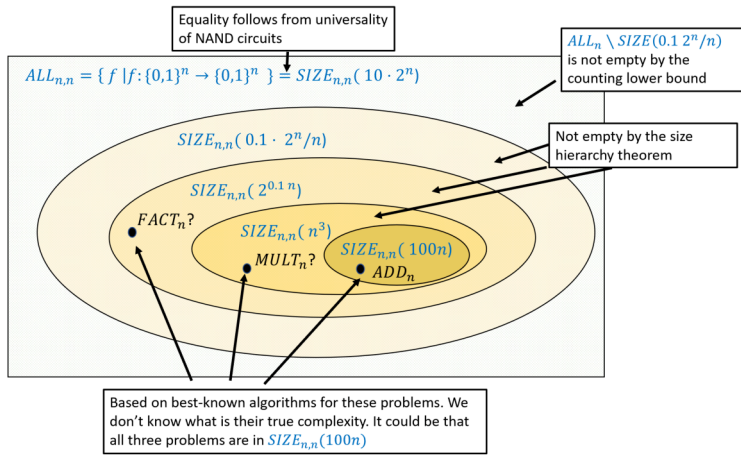 Equality follows from universality
of NAND circuits
ALL_{n,n} = { f | f: {0,1}^n → {0,1}^n } = SIZE_{n,n}( 10 · 2^n)
ALL_n \ SIZE(0.1 2^n/n)
is not empty by the
counting lower bound
SIZE_{n,n}( 0.1 · 2^n/n)
Not empty by the size
hierarchy theorem
SIZE_{n,n}( 2^{0.1 n})
FACT_n?
SIZE_{n,n}( n^3)
SIZE_{n,n}( 100n)
MULT_n?
ADD_n
Based on best-known algorithms for these problems. We
don't know what is their true complexity. It could be that
all three problems are in SIZE_{n,n}(100n)